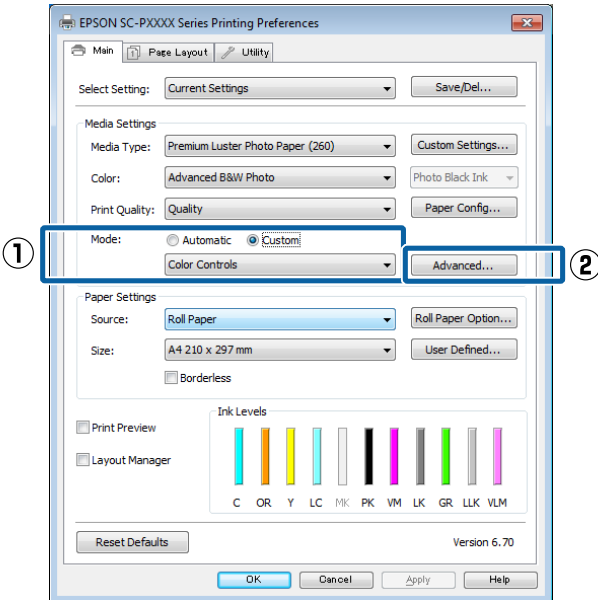 EPSON SC-PXXXX Series Printing Preferences
Main Page Layout Utility
Select Setting: Current Settings Save/Del...
Media Settings
Media Type: Premium Luster Photo Paper (260) Custom Settings...
Color: Advanced B&W Photo Photo Black Ink
Print Quality: Quality Paper Config...
Mode: Automatic Custom
1 Color Controls Advanced... 2
Paper Settings
Source: Roll Paper Roll Paper Option...
Size: A4 210 x 297 mm User Defined...
Borderless
Ink Levels
Print Preview
Layout Manager
C OR Y LC MK PK VM LK GR LLK VLM
Reset Defaults Version 6.70
OK Cancel Apply Help